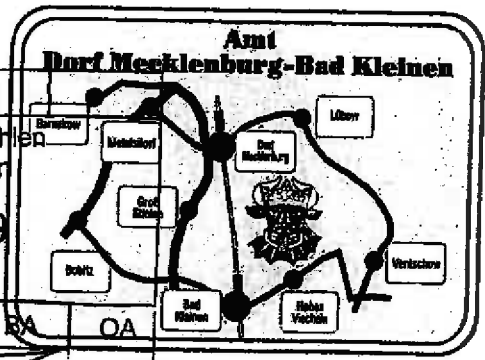 Amt
Dorf Mecklenburg-Bad Kleinen
Barnekow
Lübow
Metelsdorf
Dorf
Mecklenburg
Groß
Stieten
Bobitz
Ventschow
Bad
Kleinen
Hohen
Viecheln
BA OA